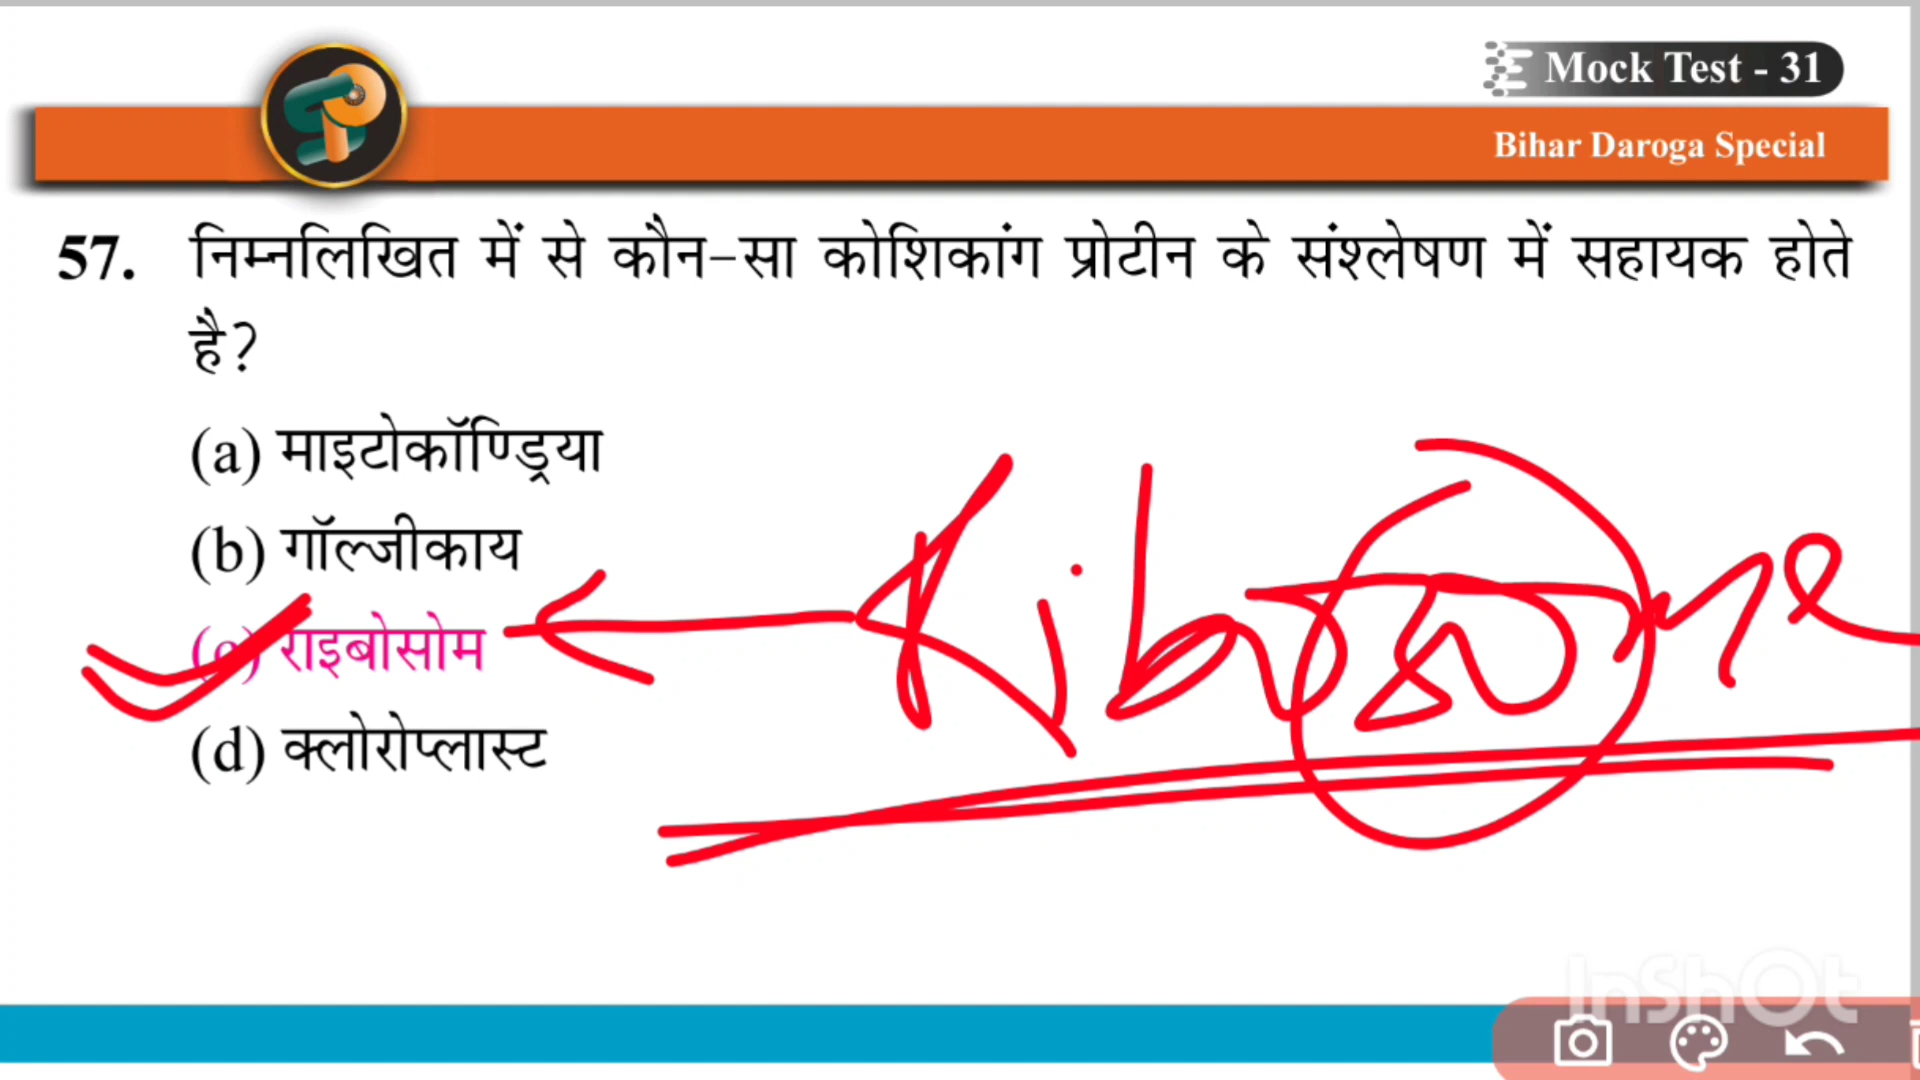 Mock Test - 31
Bihar Daroga Special
57. निम्नलिखित में से कौन-सा कोशिकांग प्रोटीन के संश्लेषण में सहायक होते
है?
(a) माइटोकॉण्ड्रिया
(b) गॉल्जीकाय
(c) राइबोसोम
Ribosome
(d) क्लोरोप्लास्ट
InShOt